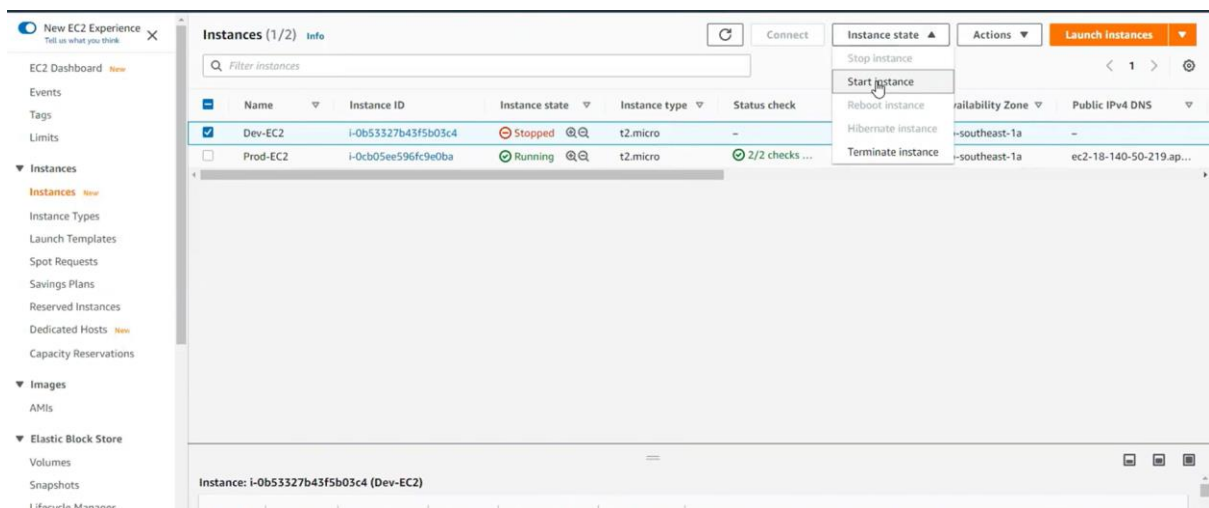 New EC2 Experience
Tell us what you think
EC2 Dashboard New
Events
Tags
Limits
Instances
Instances New
Instance Types
Launch Templates
Spot Requests
Savings Plans
Reserved Instances
Dedicated Hosts New
Capacity Reservations
Images
AMIs
Elastic Block Store
Volumes
Snapshots
Lifecycle Manager
Instances (1/2) Info
Connect
Instance state
Actions
Launch instances
Filter instances
1
Stop instance
Start instance
Reboot instance
Hibernate instance
Terminate instance
Name Instance ID Instance state Instance type Status check vailability Zone Public IPv4 DNS
Dev-EC2 i-0b53327b43f5b03c4 Stopped t2.micro – -southeast-1a –
Prod-EC2 i-0cb05ee596fc9e0ba Running t2.micro 2/2 checks ... -southeast-1a ec2-18-140-50-219.ap...
Instance: i-0b53327b43f5b03c4 (Dev-EC2)